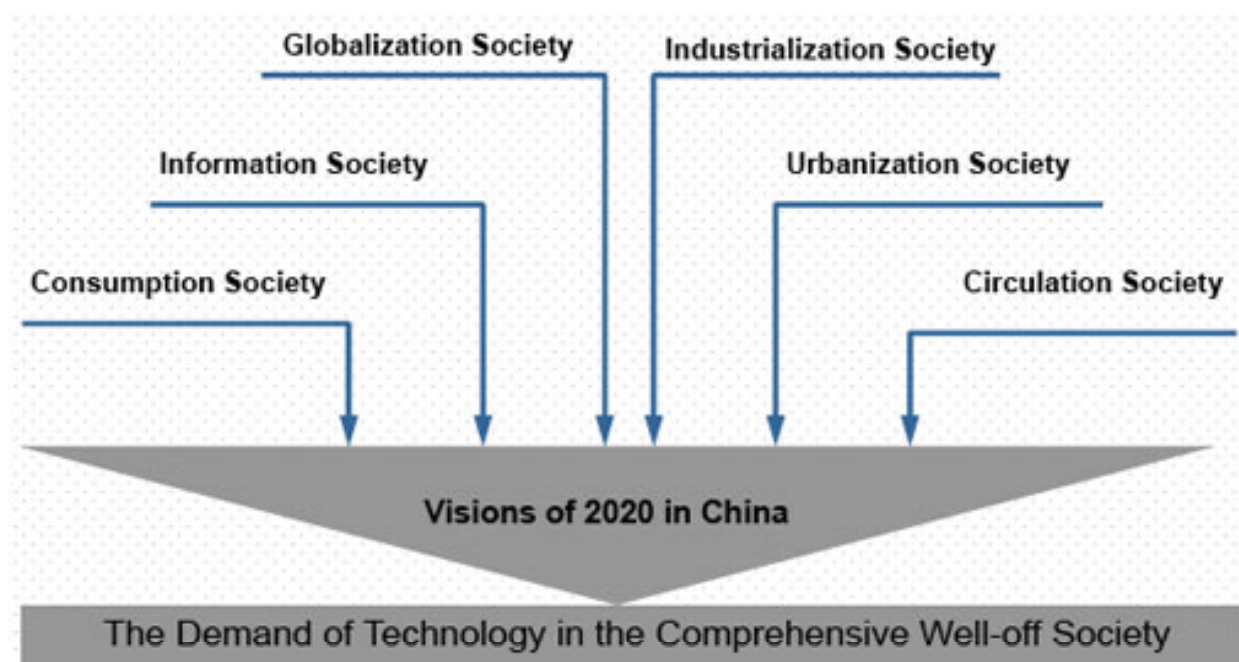 Globalization Society
Industrialization Society
Information Society
Urbanization Society
Consumption Society
Circulation Society
Visions of 2020 in China
The Demand of Technology in the Comprehensive Well-off Society